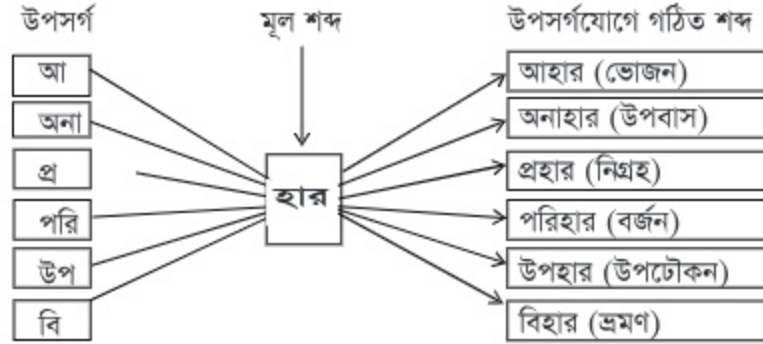 উপসর্গ মূল শব্দ উপসর্গযোগে গঠিত শব্দ
আ আহার (ভোজন)
অনা অনাহার (উপবাস)
প্র হার প্রহার (নিগ্রহ)
পরি পরিহার (বর্জন)
উপ উপহার (উপঢৌকন)
বি বিহার (ভ্রমণ)